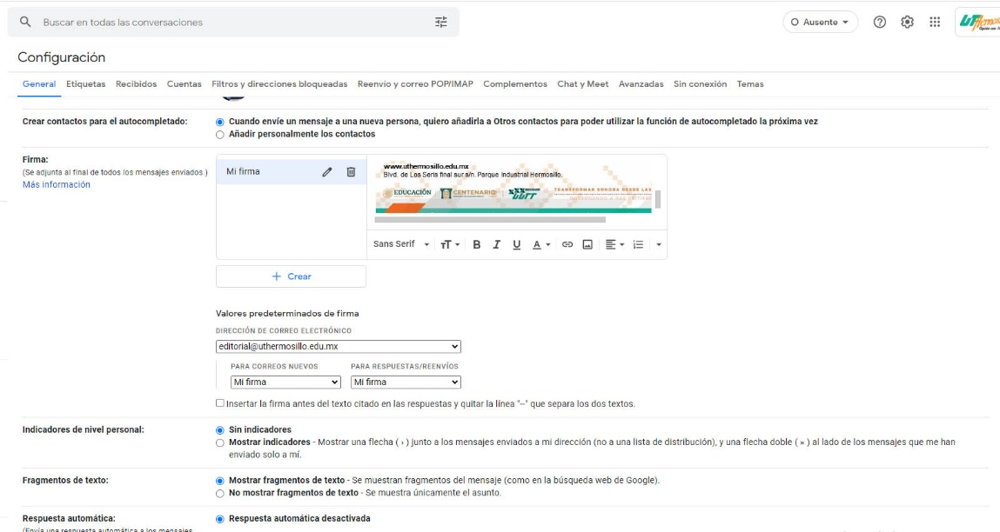 Buscar en todas las conversaciones
Ausente
Configuración
General Etiquetas Recibidos Cuentas Filtros y direcciones bloqueadas Reenvío y correo POP/IMAP Complementos Chat y Meet Avanzadas Sin conexión Temas
Crear contactos para el autocompletado:
Cuando envíe un mensaje a una nueva persona, quiero añadirla a Otros contactos para poder utilizar la función de autocompletado la próxima vez
Añadir personalmente los contactos
Firma:
(Se adjunta al final de todos los mensajes enviados.)
Más información
Mi firma
www.uthermosillo.edu.mx
Blvd. de Los Seris final sur s/n. Parque Industrial Hermosillo.
EDUCACIÓN CENTENARIO TRANSFORMAR SONORA DESDE LAS
Sans Serif
Crear
Valores predeterminados de firma
DIRECCIÓN DE CORREO ELECTRÓNICO
editorial@uthermosillo.edu.mx
PARA CORREOS NUEVOS PARA RESPUESTAS/REENVÍOS
Mi firma Mi firma
Insertar la firma antes del texto citado en las respuestas y quitar la línea "--" que separa los dos textos.
Indicadores de nivel personal:
Sin indicadores
Mostrar indicadores - Mostrar una flecha ( › ) junto a los mensajes enviados a mi dirección (no a una lista de distribución), y una flecha doble ( » ) al lado de los mensajes que me han
enviado solo a mí.
Fragmentos de texto:
Mostrar fragmentos de texto - Se muestran fragmentos del mensaje (como en la búsqueda web de Google).
No mostrar fragmentos de texto - Se muestra únicamente el asunto.
Respuesta automática:
(Envía una respuesta automática a los mensajes
Respuesta automática desactivada